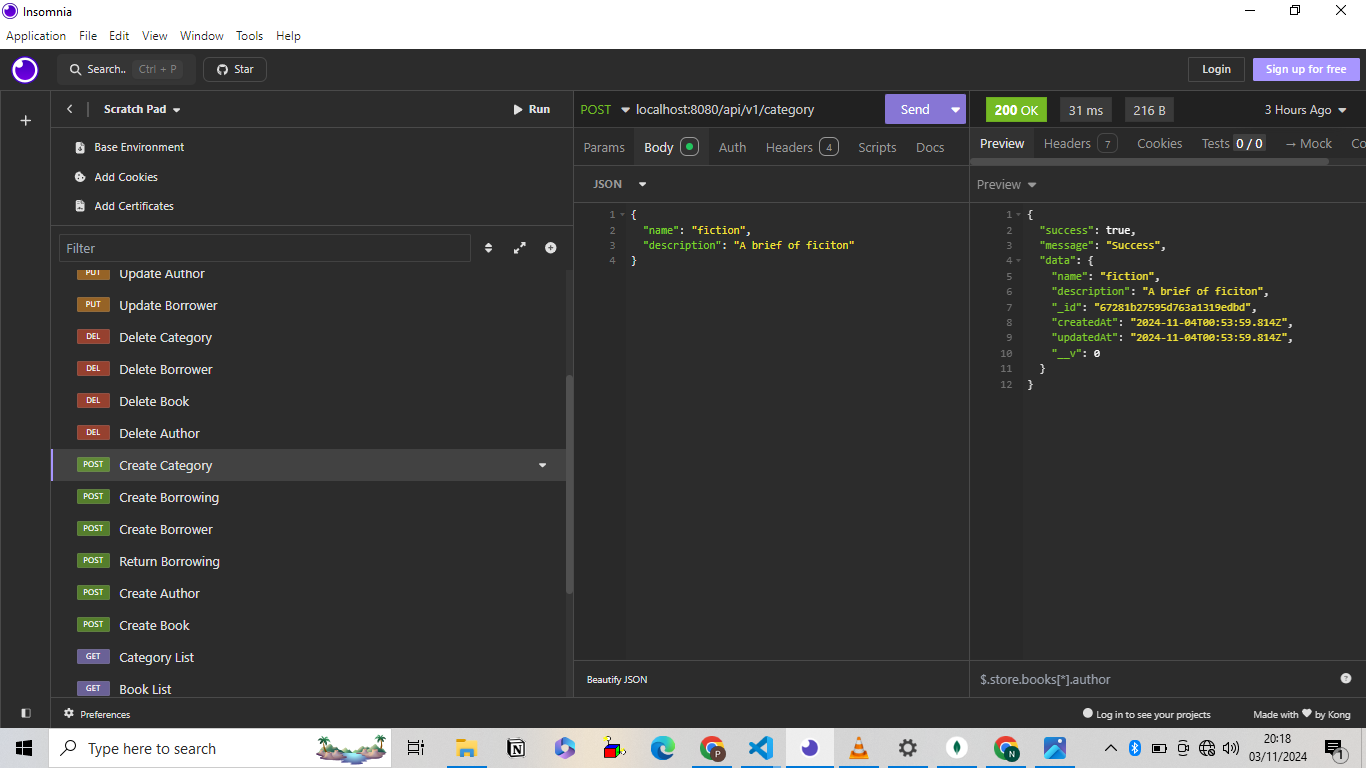 Insomnia
Application File Edit View Window Tools Help
Search.. Ctrl + P Star Login Sign up for free
Scratch Pad Run
Base Environment
Add Cookies
Add Certificates
Filter
PUT Update Author
PUT Update Borrower
DEL Delete Category
DEL Delete Borrower
DEL Delete Book
DEL Delete Author
POST Create Category
POST Create Borrowing
POST Create Borrower
POST Return Borrowing
POST Create Author
POST Create Book
GET Category List
GET Book List
Preferences
POST localhost:8080/api/v1/category Send
Params Body Auth Headers 4 Scripts Docs
JSON
1 {
2 "name": "fiction",
3 "description": "A brief of ficiton"
4 }
Beautify JSON
200 OK 31 ms 216 B 3 Hours Ago
Preview Headers 7 Cookies Tests 0 / 0 → Mock Co
Preview
1 {
2 "success": true,
3 "message": "Success",
4 "data": {
5 "name": "fiction",
6 "description": "A brief of ficiton",
7 "_id": "67281b27595d763a1319edbd",
8 "createdAt": "2024-11-04T00:53:59.814Z",
9 "updatedAt": "2024-11-04T00:53:59.814Z",
10 "__v": 0
11 }
12 }
$.store.books[*].author
Log in to see your projects Made with ♥ by Kong
Type here to search
P
N
20:18
03/11/2024
1